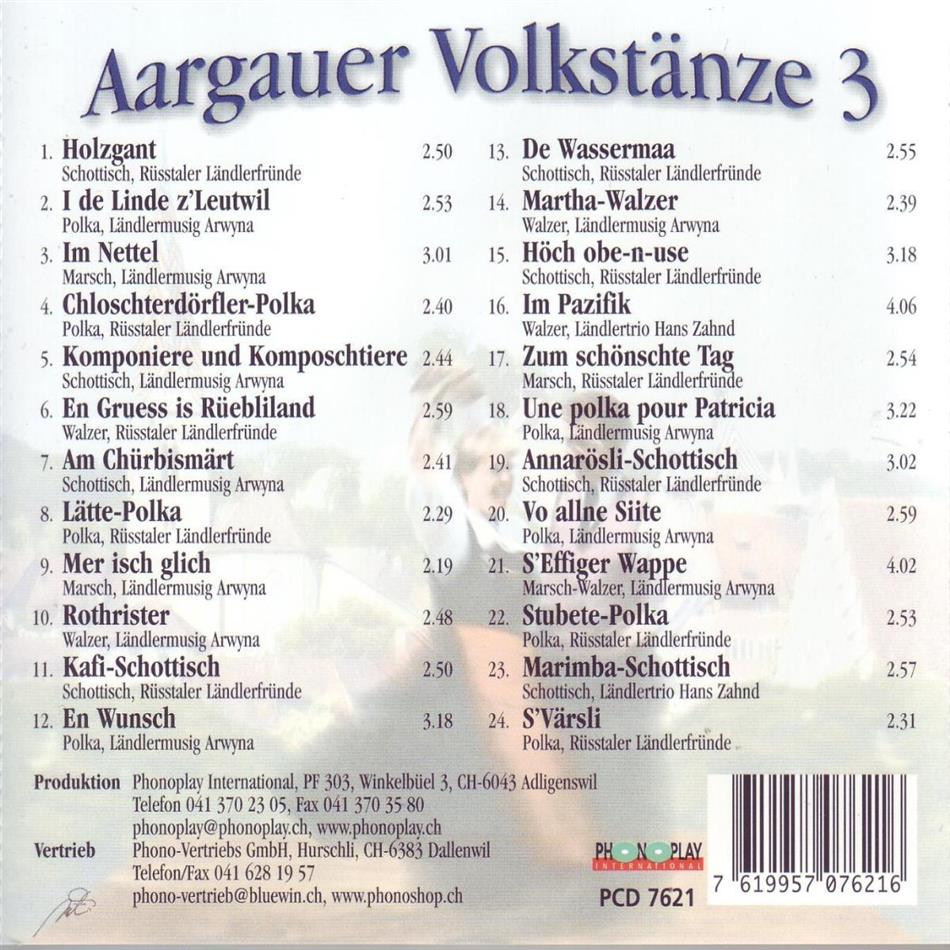 Aargauer Volkstänze 3
1. Holzgant 2.50
Schottisch, Rüsstaler Ländlerfründe
2. I de Linde z'Leutwil 2.53
Polka, Ländlermusig Arwyna
3. Im Nettel 3.01
Marsch, Ländlermusig Arwyna
4. Chloschterdörfler-Polka 2.40
Polka, Rüsstaler Ländlerfründe
5. Komponiere und Komposchtiere 2.44
Schottisch, Ländlermusig Arwyna
6. En Gruess is Rüebliland 2.59
Walzer, Rüsstaler Ländlerfründe
7. Am Chürbismärt 2.41
Schottisch, Ländlermusig Arwyna
8. Lätte-Polka 2.29
Polka, Rüsstaler Ländlerfründe
9. Mer isch glich 2.19
Marsch, Ländlermusig Arwyna
10. Rothrister 2.48
Walzer, Ländlermusig Arwyna
11. Kafi-Schottisch 2.50
Schottisch, Rüsstaler Ländlerfründe
12. En Wunsch 3.18
Polka, Ländlermusig Arwyna
13. De Wassermaa 2.55
Schottisch, Rüsstaler Ländlerfründe
14. Martha-Walzer 2.39
Walzer, Ländlermusig Arwyna
15. Höch obe-n-use 3.18
Schottisch, Rüsstaler Ländlerfründe
16. Im Pazifik 4.06
Walzer, Ländlertrio Hans Zahnd
17. Zum schönschte Tag 2.54
Marsch, Rüsstaler Ländlerfründe
18. Une polka pour Patricia 3.22
Polka, Ländlermusig Arwyna
19. Annarösli-Schottisch 3.02
Schottisch, Rüsstaler Ländlerfründe
20. Vo allne Siite 2.59
Polka, Ländlermusig Arwyna
21. S'Effiger Wappe 4.02
Marsch-Walzer, Ländlermusig Arwyna
22. Stubete-Polka 2.53
Polka, Rüsstaler Ländlerfründe
23. Marimba-Schottisch 2.57
Schottisch, Ländlertrio Hans Zahnd
24. S'Värsli 2.31
Polka, Rüsstaler Ländlerfründe
Produktion Phonoplay International, PF 303, Winkelbüel 3, CH-6043 Adligenswil
Telefon 041 370 23 05, Fax 041 370 35 80
phonoplay@phonoplay.ch, www.phonoplay.ch
Vertrieb Phono-Vertriebs GmbH, Hurschli, CH-6383 Dallenwil
Telefon/Fax 041 628 19 57
phono-vertrieb@bluewin.ch, www.phonoshop.ch
PHONOPLAY
INTERNATIONAL
PCD 7621
7 619957 076216